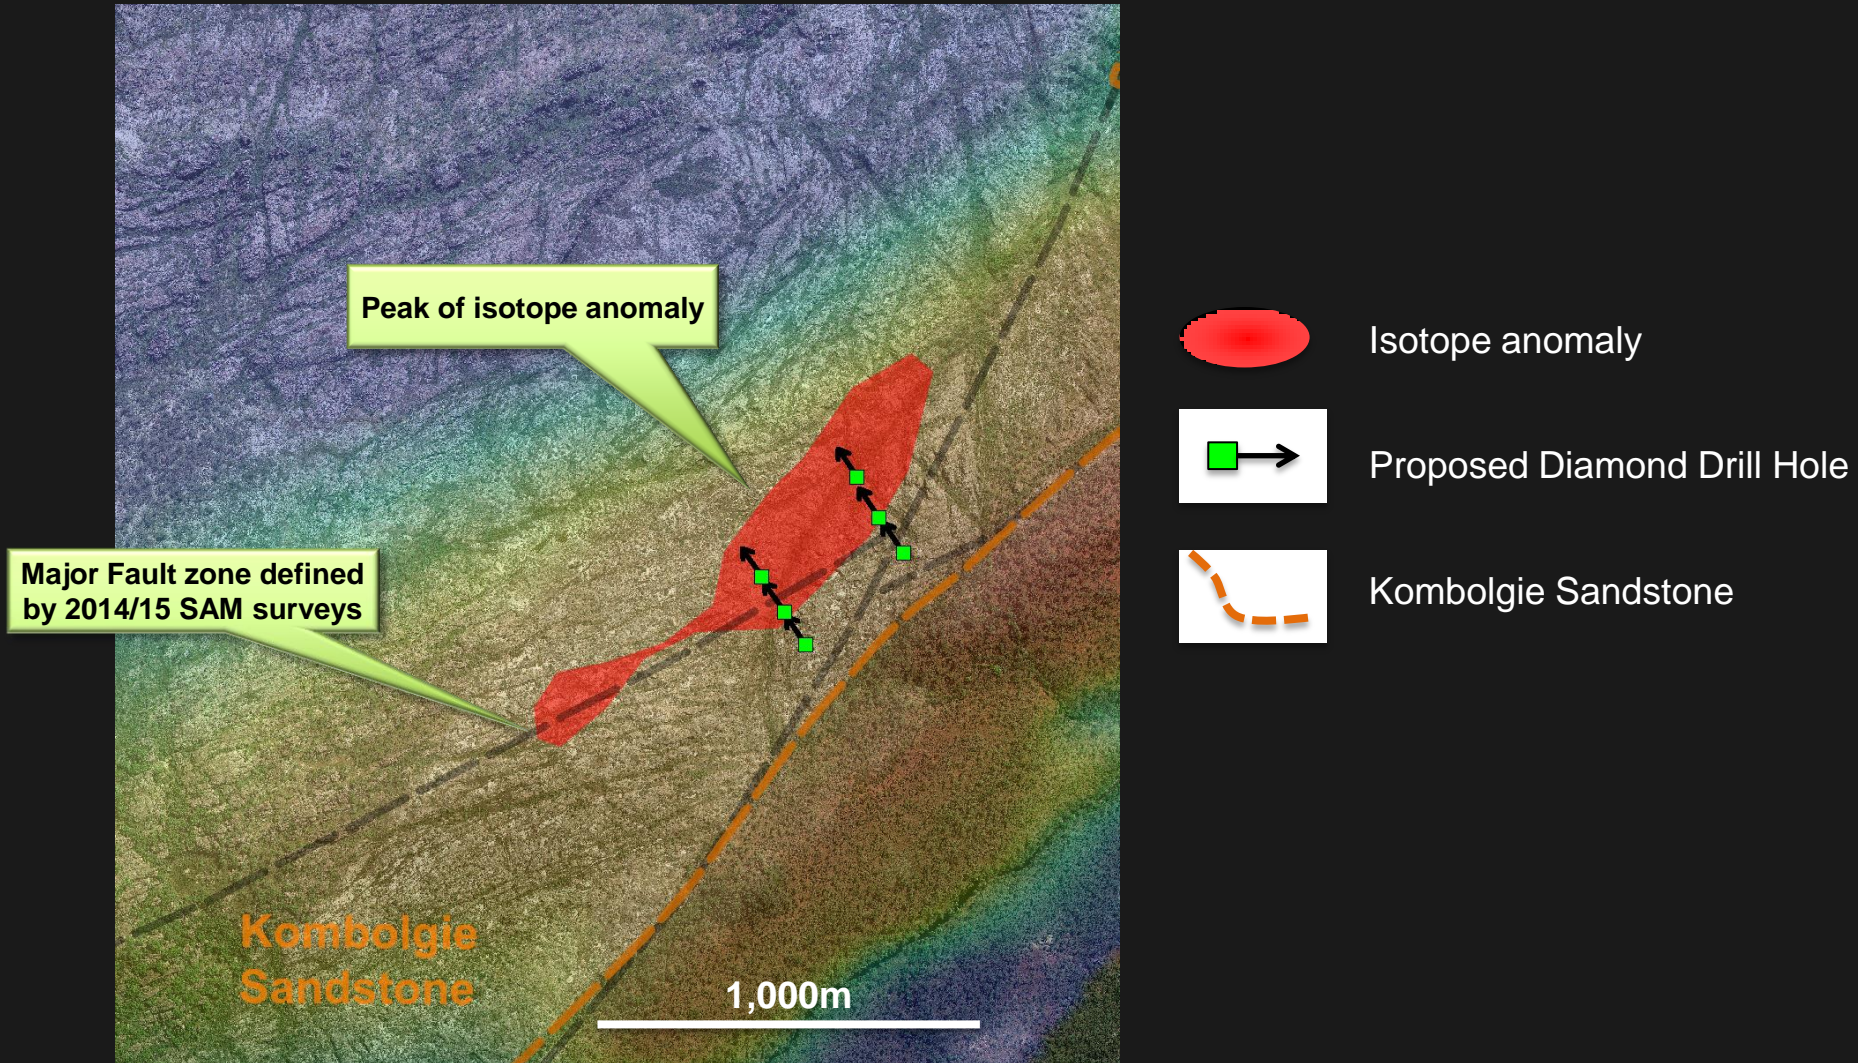 Peak of isotope anomaly
Major Fault zone defined
by 2014/15 SAM surveys
Kombolgie
Sandstone
1,000m
Isotope anomaly
Proposed Diamond Drill Hole
Kombolgie Sandstone